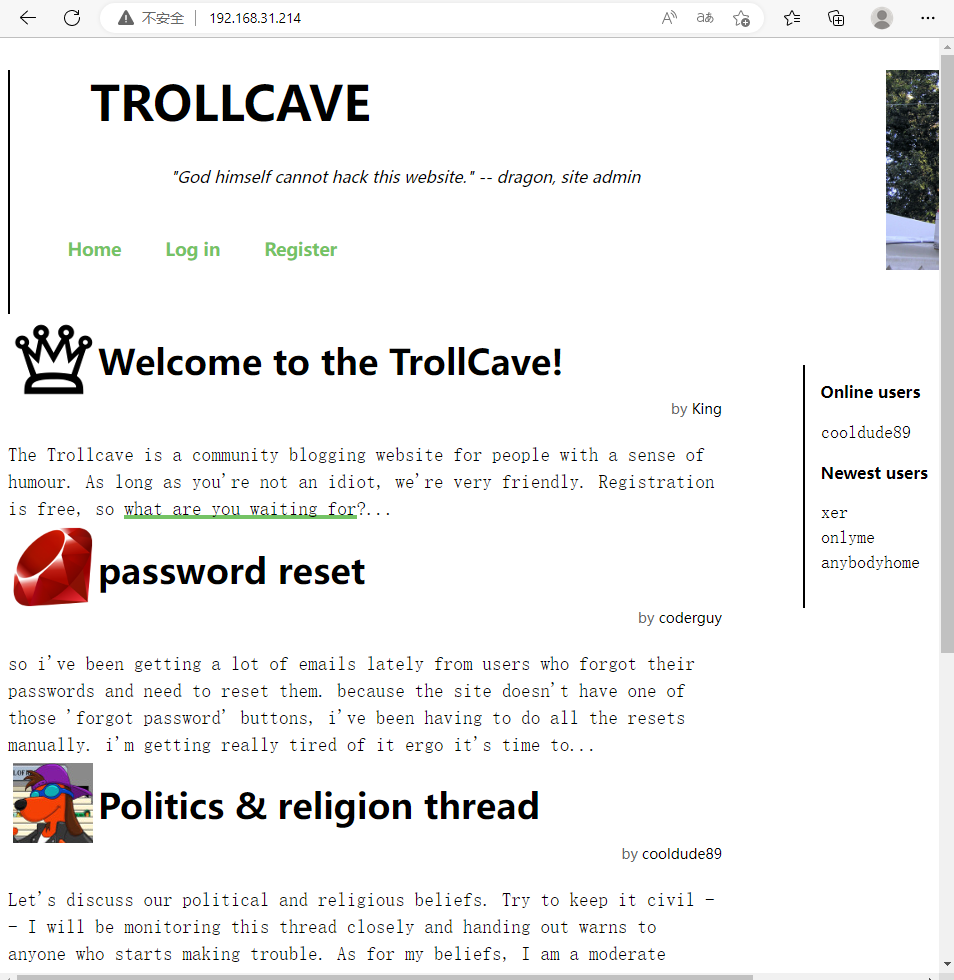 不安全 192.168.31.214
TROLLCAVE
"God himself cannot hack this website." -- dragon, site admin
Home Log in Register
Welcome to the TrollCave!
by King
The Trollcave is a community blogging website for people with a sense of
humour. As long as you're not an idiot, we're very friendly. Registration
is free, so what are you waiting for?...
password reset
by coderguy
so i've been getting a lot of emails lately from users who forgot their
passwords and need to reset them. because the site doesn't have one of
those 'forgot password' buttons, i've been having to do all the resets
manually. i'm getting really tired of it ergo it's time to...
Politics & religion thread
by cooldude89
Let's discuss our political and religious beliefs. Try to keep it civil -
- I will be monitoring this thread closely and handing out warns to
anyone who starts making trouble. As for my beliefs, I am a moderate
Online users
cooldude89
Newest users
xer
onlyme
anybodyhome